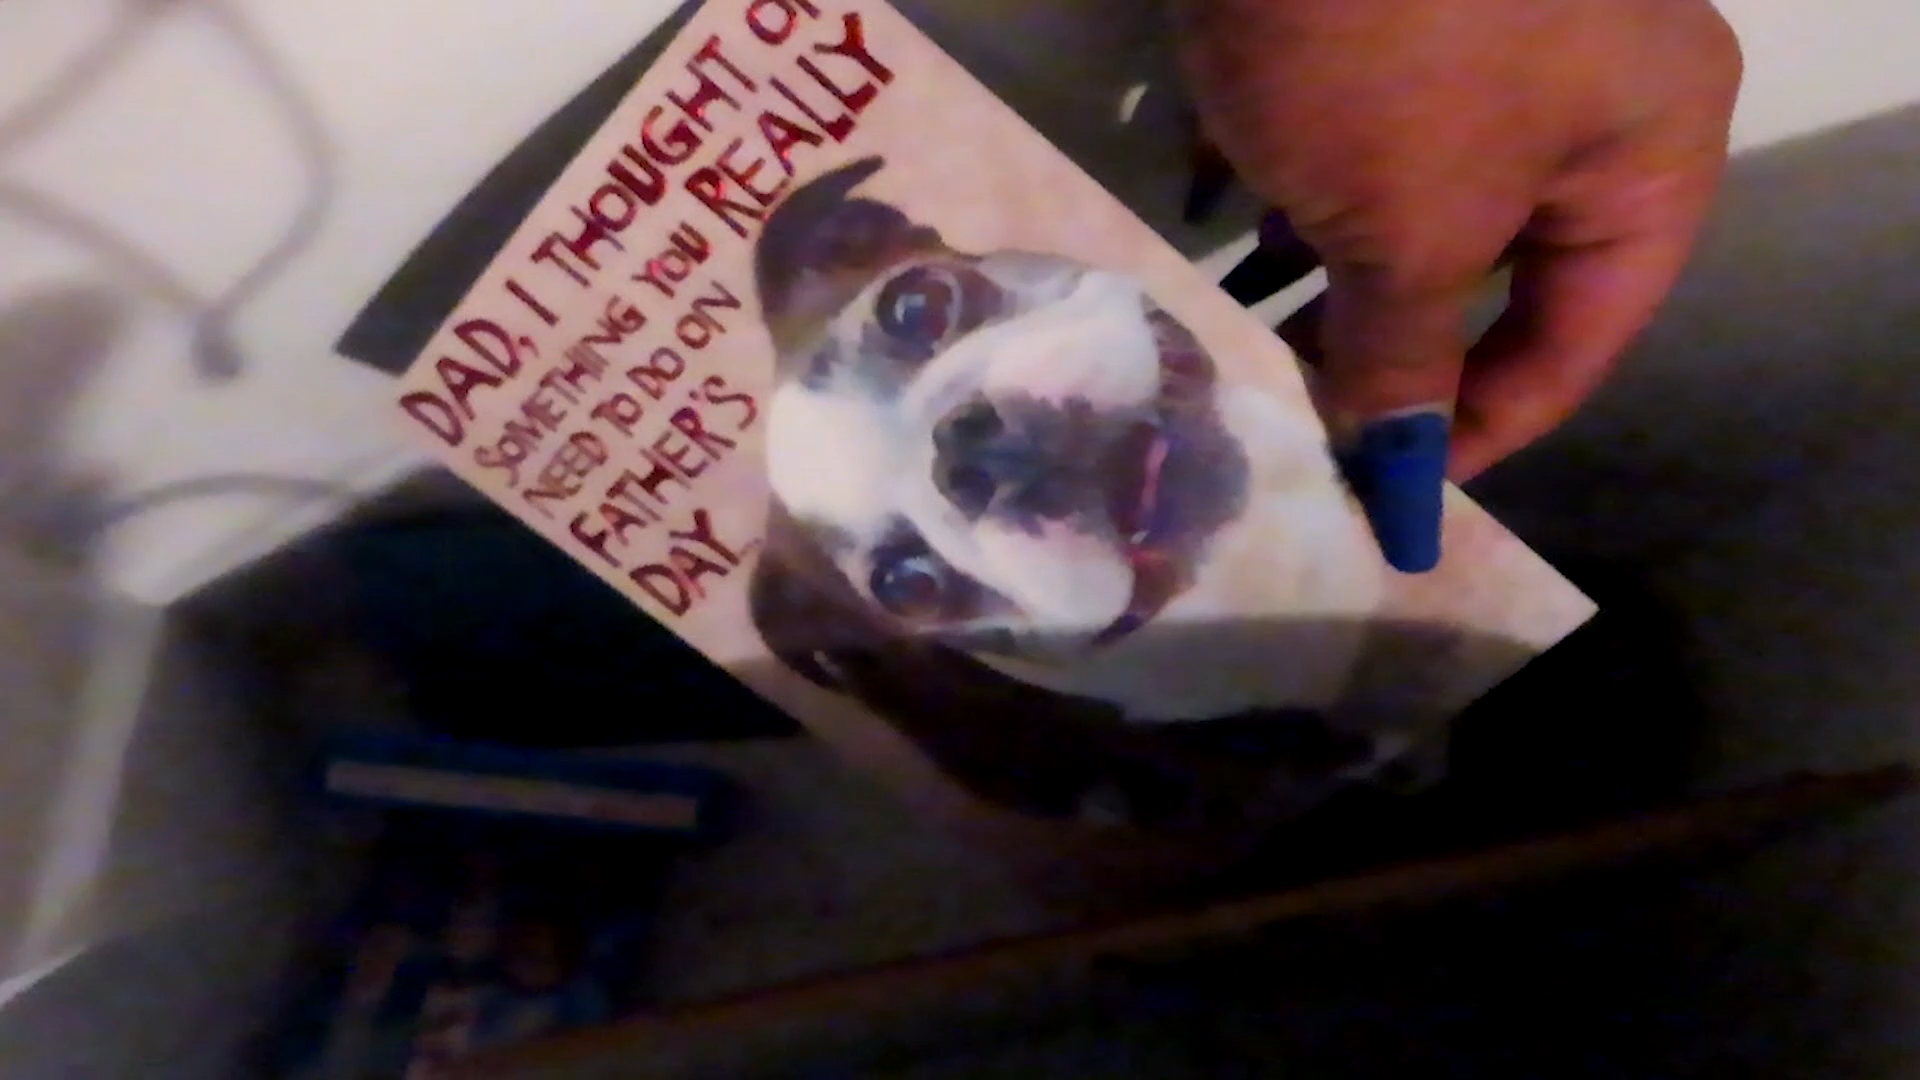 DAD, I THOUGHT OF
SOMETHING YOU REALLY
NEED TO DO ON
FATHER'S
DAY